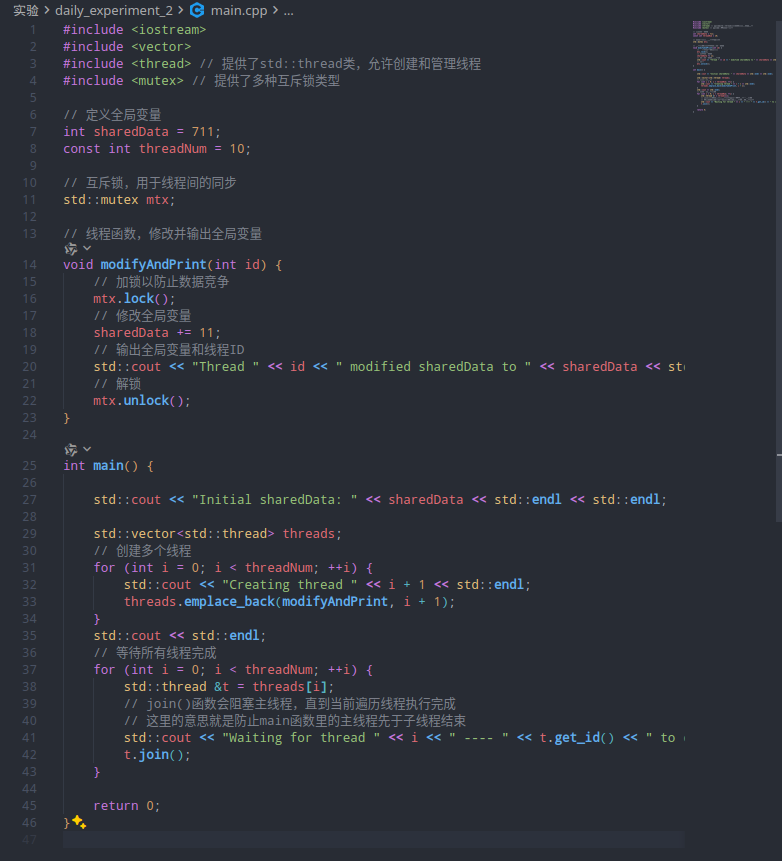 实验 > daily_experiment_2 > main.cpp > ...
1 #include <iostream>
2 #include <vector>
3 #include <thread> // 提供了std::thread类，允许创建和管理线程
4 #include <mutex> // 提供了多种互斥锁类型
5
6 // 定义全局变量
7 int sharedData = 711;
8 const int threadNum = 10;
9
10 // 互斥锁，用于线程间的同步
11 std::mutex mtx;
12
13 // 线程函数，修改并输出全局变量
14 void modifyAndPrint(int id) {
15     // 加锁以防止数据竞争
16     mtx.lock();
17     // 修改全局变量
18     sharedData += 11;
19     // 输出全局变量和线程ID
20     std::cout << "Thread " << id << " modified sharedData to " << sharedData <<
21     // 解锁
22     mtx.unlock();
23 }
24
25 int main() {
26
27     std::cout << "Initial sharedData: " << sharedData << std::endl << std::endl;
28
29     std::vector<std::thread> threads;
30     // 创建多个线程
31     for (int i = 0; i < threadNum; ++i) {
32         std::cout << "Creating thread " << i + 1 << std::endl;
33         threads.emplace_back(modifyAndPrint, i + 1);
34     }
35     std::cout << std::endl;
36     // 等待所有线程完成
37     for (int i = 0; i < threadNum; ++i) {
38         std::thread &t = threads[i];
39         // join()函数会阻塞主线程，直到当前遍历线程执行完成
40         // 这里的意思就是防止main函数里的主线程先于子线程结束
41         std::cout << "Waiting for thread " << i << " ---- " << t.get_id() << " to
42         t.join();
43     }
44
45     return 0;
46 }
47